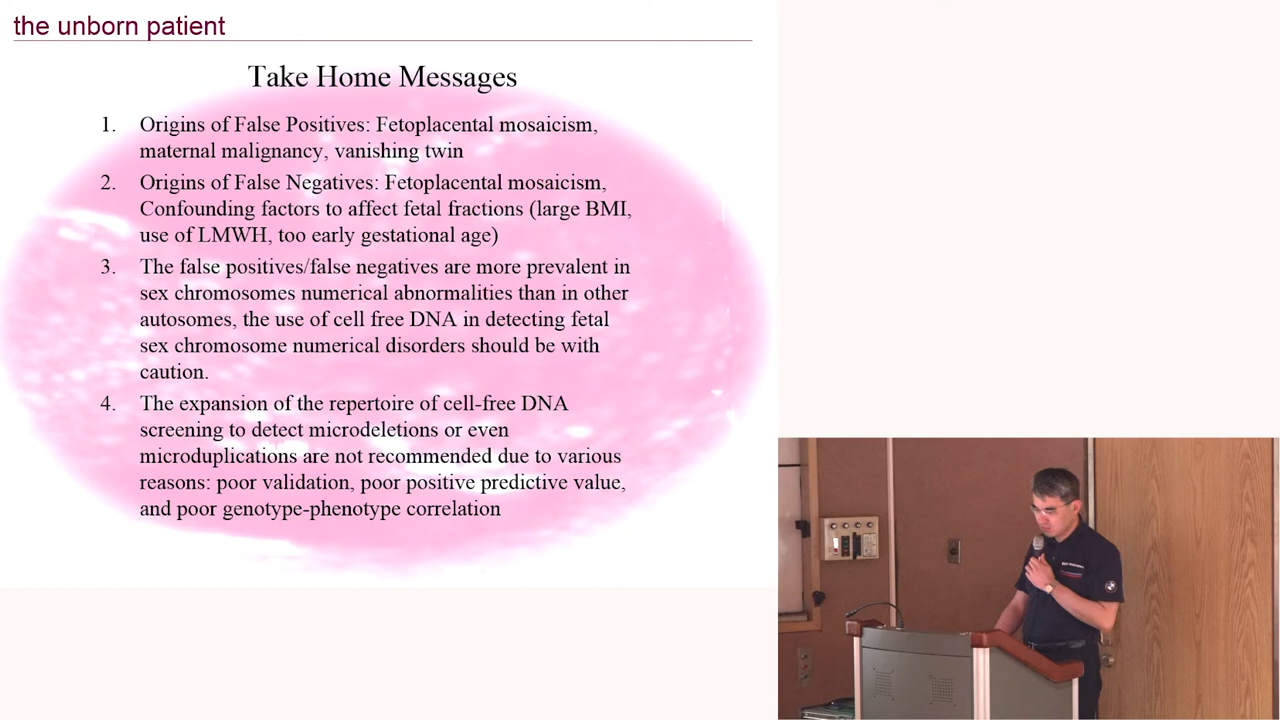 the unborn patient
Take Home Messages
1. Origins of False Positives: Fetoplacental mosaicism,
maternal malignancy, vanishing twin
2. Origins of False Negatives: Fetoplacental mosaicism,
Confounding factors to affect fetal fractions (large BMI,
use of LMWH, too early gestational age)
3. The false positives/false negatives are more prevalent in
sex chromosomes numerical abnormalities than in other
autosomes, the use of cell free DNA in detecting fetal
sex chromosome numerical disorders should be with
caution.
4. The expansion of the repertoire of cell-free DNA
screening to detect microdeletions or even
microduplications are not recommended due to various
reasons: poor validation, poor positive predictive value,
and poor genotype-phenotype correlation